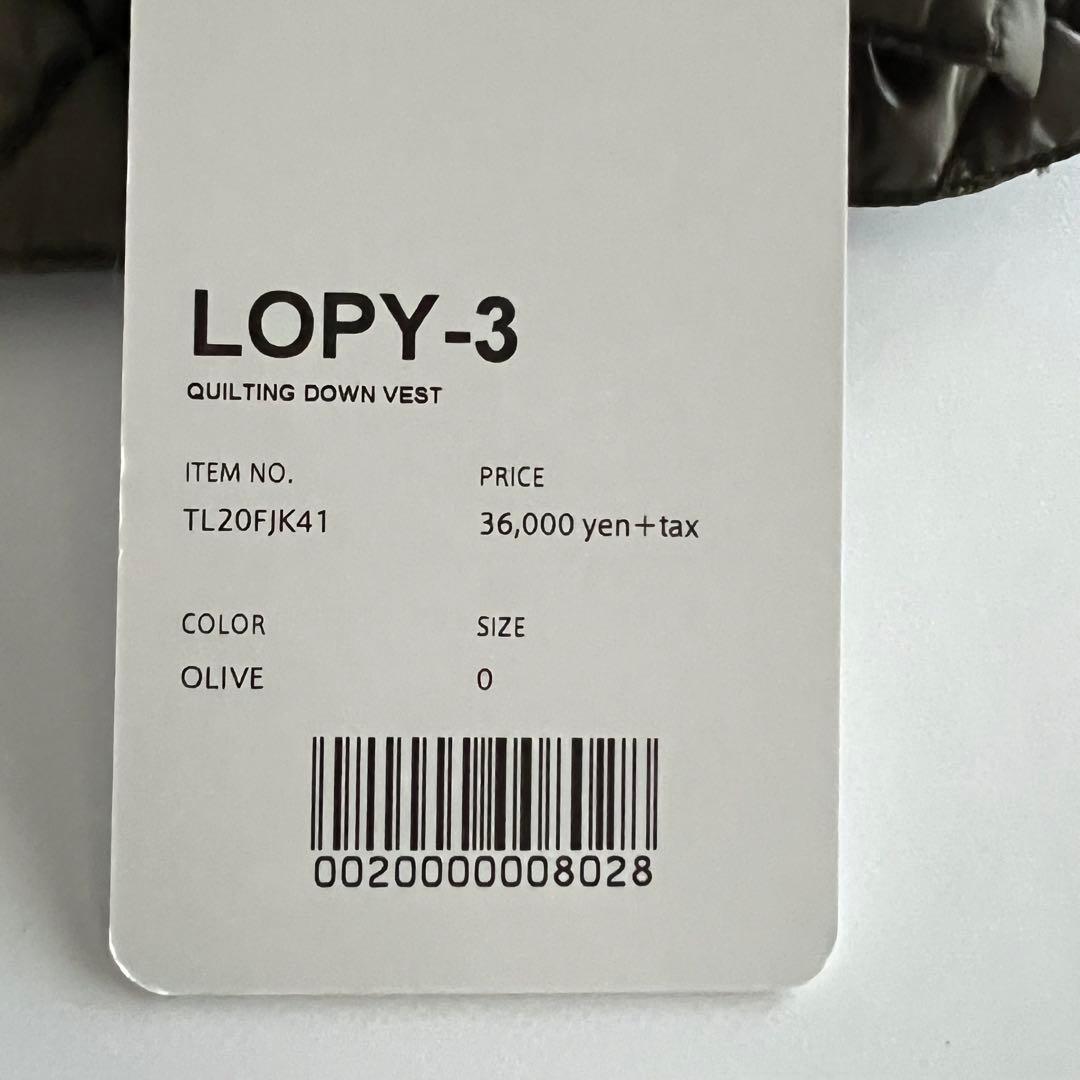 LOPY-3
QUILTING DOWN VEST
ITEM NO. PRICE
TL20FJK41 36,000 yen+tax
COLOR SIZE
OLIVE 0
0020000008028